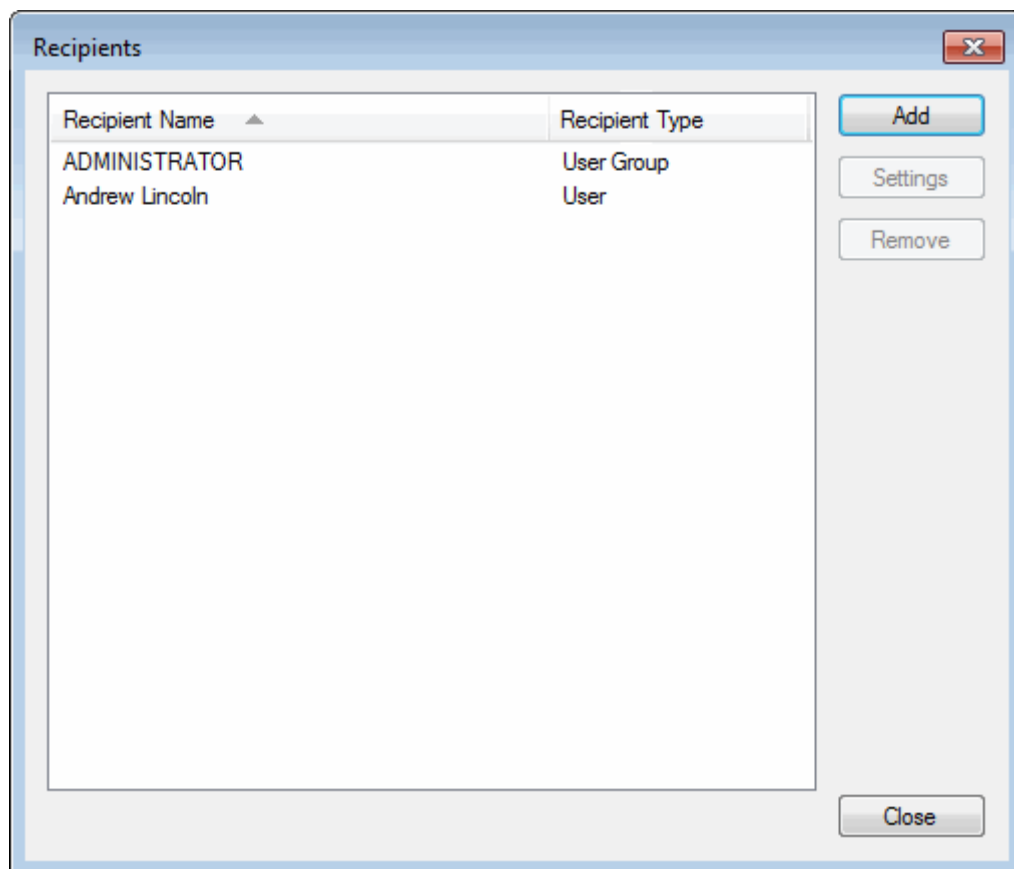 Recipients
Recipient Name Recipient Type
ADMINISTRATOR User Group
Andrew Lincoln User
Add
Settings
Remove
Close